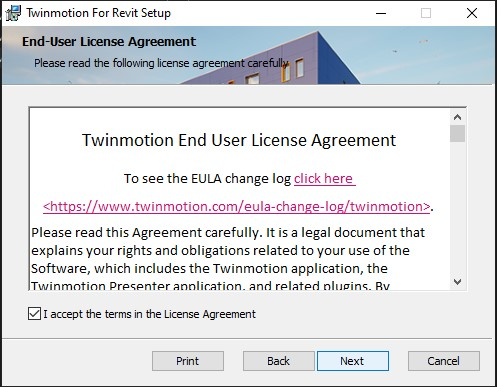 Twinmotion For Revit Setup
End-User License Agreement
Please read the following license agreement carefully
Twinmotion End User License Agreement
To see the EULA change log click here
<https://www.twinmotion.com/eula-change-log/twinmotion>.
Please read this Agreement carefully. It is a legal document that
explains your rights and obligations related to your use of the
Software, which includes the Twinmotion application, the
Twinmotion Presenter application, and related plugins. By
I accept the terms in the License Agreement
Print Back Next Cancel